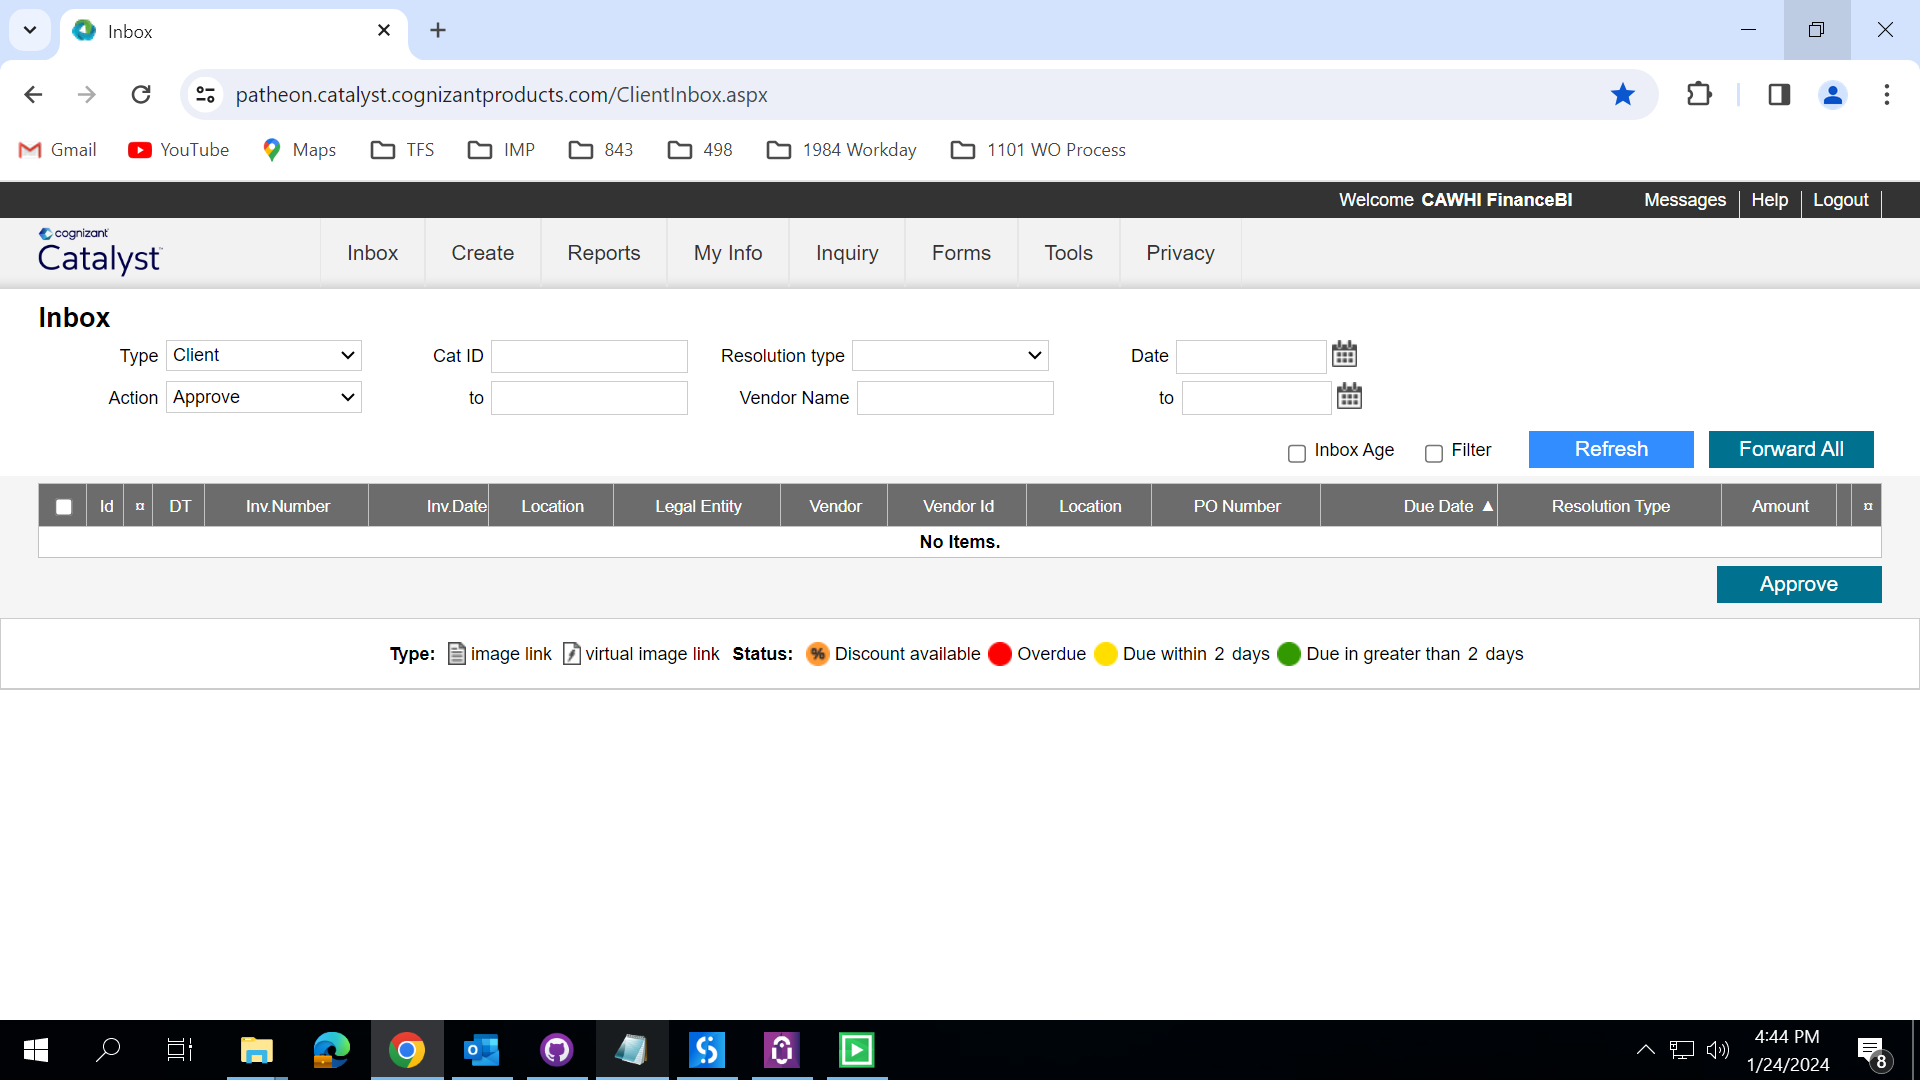 Inbox
patheon.catalyst.cognizantproducts.com/ClientInbox.aspx
Gmail YouTube Maps TFS IMP 843 498 1984 Workday 1101 WO Process
Welcome CAWHI FinanceBI Messages Help Logout
cognizant
Catalyst
Inbox Create Reports My Info Inquiry Forms Tools Privacy
Inbox
Type Client Cat ID Resolution type Date
Action Approve to Vendor Name to
Inbox Age Filter Refresh Forward All
Id ¤ DT Inv.Number Inv.Date Location Legal Entity Vendor Vendor Id Location PO Number Due Date ▲ Resolution Type Amount ¤
No Items.
Approve
Type: image link virtual image link Status: % Discount available Overdue Due within 2 days Due in greater than 2 days
4:44 PM
1/24/2024
8